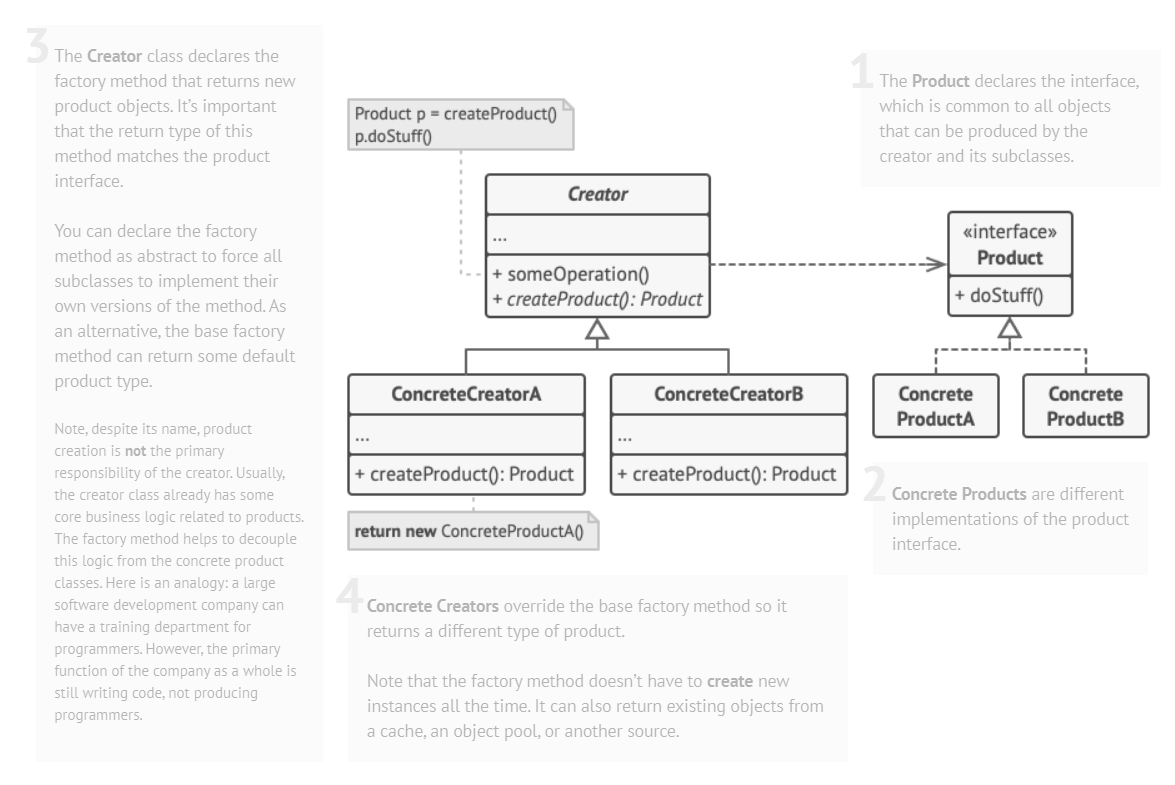 3
The Creator class declares the
factory method that returns new
product objects. It's important
that the return type of this
method matches the product
interface.
You can declare the factory
method as abstract to force all
subclasses to implement their
own versions of the method. As
an alternative, the base factory
method can return some default
product type.
Note, despite its name, product
creation is not the primary
responsibility of the creator. Usually,
the creator class already has some
core business logic related to products.
The factory method helps to decouple
this logic from the concrete product
classes. Here is an analogy: a large
software development company can
have a training department for
programmers. However, the primary
function of the company as a whole is
still writing code, not producing
programmers.
Product p = createProduct()
p.doStuff()
Creator
...
+ someOperation()
+ createProduct(): Product
ConcreteCreatorA
...
+ createProduct(): Product
return new ConcreteProductA()
ConcreteCreatorB
...
+ createProduct(): Product
1
The Product declares the interface,
which is common to all objects
that can be produced by the
creator and its subclasses.
«interface»
Product
+ doStuff()
Concrete
ProductA
Concrete
ProductB
2
Concrete Products are different
implementations of the product
interface.
4
Concrete Creators override the base factory method so it
returns a different type of product.
Note that the factory method doesn't have to create new
instances all the time. It can also return existing objects from
a cache, an object pool, or another source.